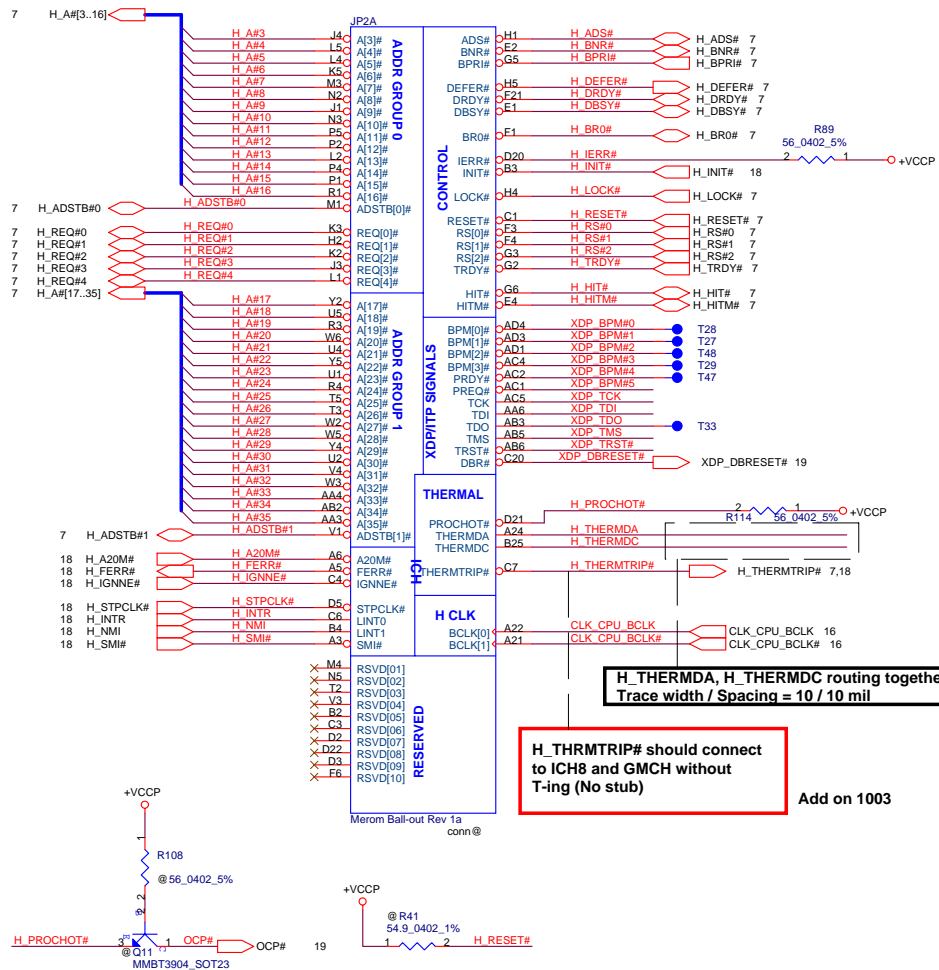 7 H_A#[3..16]
JP2A
H_A#3 J4 A[3]#
H_A#4 L5 A[4]#
H_A#5 L4 A[5]#
H_A#6 K5 A[6]#
H_A#7 M3 A[7]#
H_A#8 N2 A[8]#
H_A#9 J1 A[9]#
H_A#10 N3 A[10]#
H_A#11 P5 A[11]#
H_A#12 P2 A[12]#
H_A#13 L2 A[13]#
H_A#14 P4 A[14]#
H_A#15 P1 A[15]#
H_A#16 R1 A[16]#
7 H_ADSTB#0 H_ADSTB#0 M1 ADSTB[0]#
ADDR GROUP 0
7 H_REQ#0 H_REQ#0 K3 REQ[0]#
7 H_REQ#1 H_REQ#1 H2 REQ[1]#
7 H_REQ#2 H_REQ#2 K2 REQ[2]#
7 H_REQ#3 H_REQ#3 J3 REQ[3]#
7 H_REQ#4 H_REQ#4 L1 REQ[4]#
7 H_A#[17..35]
H_A#17 Y2 A[17]#
H_A#18 U5 A[18]#
H_A#19 R3 A[19]#
H_A#20 W6 A[20]#
H_A#21 U4 A[21]#
H_A#22 Y5 A[22]#
H_A#23 U1 A[23]#
H_A#24 R4 A[24]#
H_A#25 T5 A[25]#
H_A#26 T3 A[26]#
H_A#27 W2 A[27]#
H_A#28 W5 A[28]#
H_A#29 Y4 A[29]#
H_A#30 U2 A[30]#
H_A#31 V4 A[31]#
H_A#32 W3 A[32]#
H_A#33 AA4 A[33]#
H_A#34 AB2 A[34]#
H_A#35 AA3 A[35]#
7 H_ADSTB#1 H_ADSTB#1 V1 ADSTB[1]#
ADDR GROUP 1
18 H_A20M# H_A20M# A6 A20M#
18 H_FERR# H_FERR# A5 FERR#
18 H_IGNNE# H_IGNNE# C4 IGNNE#
ICH
18 H_STPCLK# H_STPCLK# D5 STPCLK#
18 H_INTR H_INTR C6 LINT0
18 H_NMI H_NMI B4 LINT1
18 H_SMI# H_SMI# A3 SMI#
M4 RSVD[01]
N5 RSVD[02]
T2 RSVD[03]
V3 RSVD[04]
B2 RSVD[05]
C3 RSVD[06]
D2 RSVD[07]
D22 RSVD[08]
D3 RSVD[09]
F6 RSVD[10]
RESERVED
Merom Ball-out Rev 1a
conn@
CONTROL
ADS# H1 H_ADS# H_ADS# 7
BNR# E2 H_BNR# H_BNR# 7
BPRI# G5 H_BPRI# H_BPRI# 7
DEFER# H5 H_DEFER# H_DEFER# 7
DRDY# F21 H_DRDY# H_DRDY# 7
DBSY# E1 H_DBSY# H_DBSY# 7
BR0# F1 H_BR0# H_BR0# 7
R89
56_0402_5%
IERR# D20 H_IERR# 2 1 +VCCP
INIT# B3 H_INIT# H_INIT# 18
LOCK# H4 H_LOCK# H_LOCK# 7
RESET# C1 H_RESET# H_RESET# 7
RS[0]# F3 H_RS#0 H_RS#0 7
RS[1]# F4 H_RS#1 H_RS#1 7
RS[2]# G3 H_RS#2 H_RS#2 7
TRDY# G2 H_TRDY# H_TRDY# 7
HIT# G6 H_HIT# H_HIT# 7
HITM# E4 H_HITM# H_HITM# 7
XDP/ITP SIGNALS
BPM[0]# AD4 XDP_BPM#0 T28
BPM[1]# AD3 XDP_BPM#1 T27
BPM[2]# AD1 XDP_BPM#2 T48
BPM[3]# AC4 XDP_BPM#3 T29
PRDY# AC2 XDP_BPM#4 T47
PREQ# AC1 XDP_BPM#5
TCK AC5 XDP_TCK
TDI AA6 XDP_TDI
TDO AB3 XDP_TDO T33
TMS AB5 XDP_TMS
TRST# AB6 XDP_TRST#
DBR# C20 XDP_DBRESET# XDP_DBRESET# 19
THERMAL
PROCHOT# D21 H_PROCHOT# 2 1 +VCCP
R114 56_0402_5%
THERMDA A24 H_THERMDA
THERMDC B25 H_THERMDC
THERMTRIP# C7 H_THERMTRIP# H_THERMTRIP# 7,18
H CLK
BCLK[0] A22 CLK_CPU_BCLK CLK_CPU_BCLK 16
BCLK[1] A21 CLK_CPU_BCLK# CLK_CPU_BCLK# 16
H_THERMDA, H_THERMDC routing togethe
Trace width / Spacing = 10 / 10 mil
H_THRMTRIP# should connect
to ICH8 and GMCH without
T-ing (No stub)
Add on 1003
+VCCP
1
R108
@ 56_0402_5%
2
2 B
H_PROCHOT# 3 E C 1 OCP# OCP# 19
@ Q11
MMBT3904_SOT23
+VCCP
@ R41
54.9_0402_1%
1 2 H_RESET#